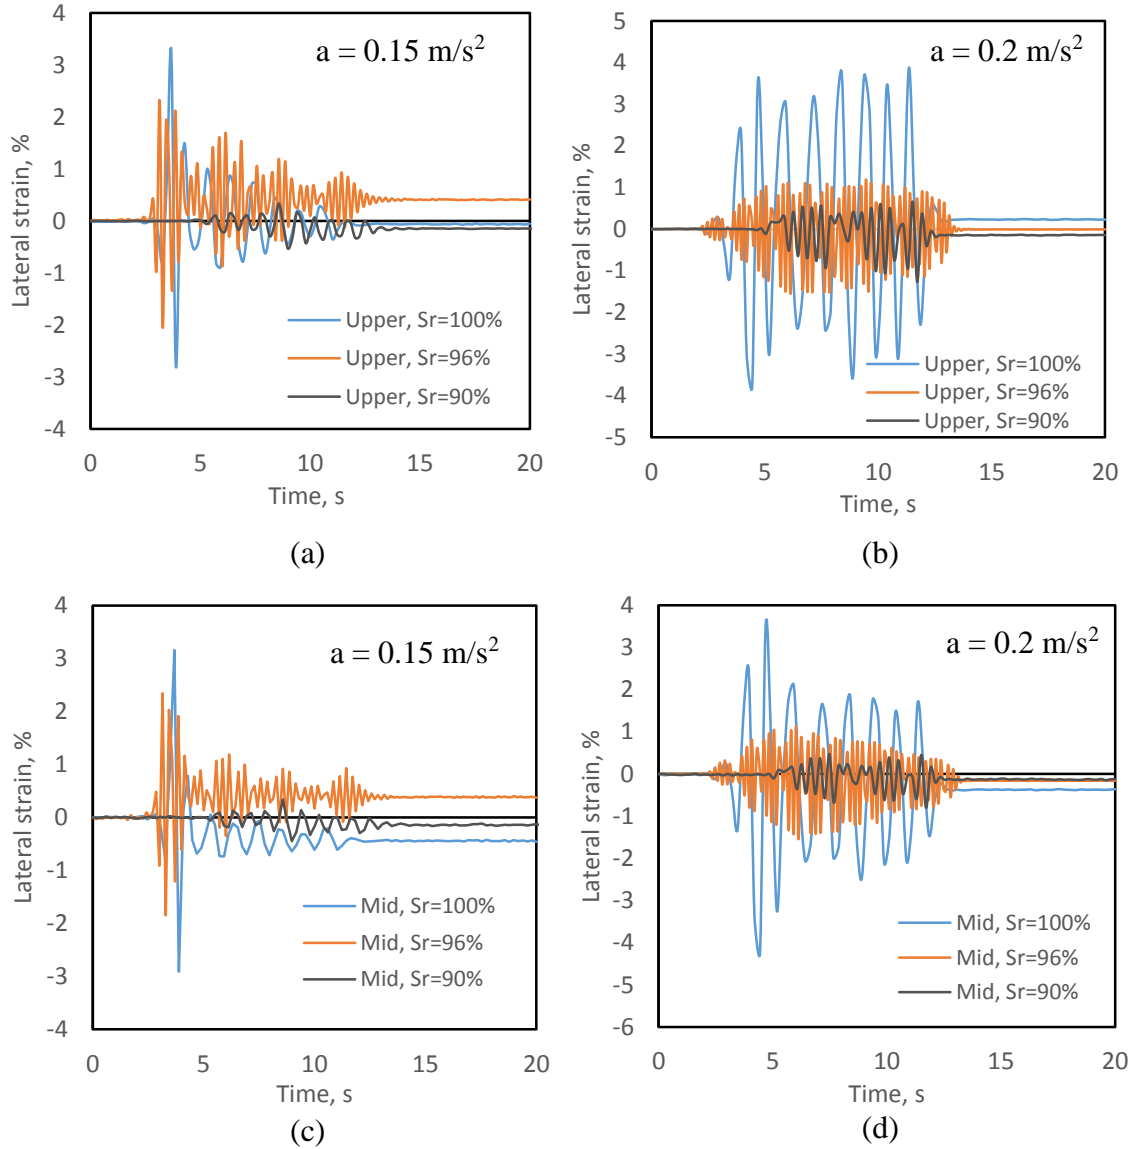 4
3
2
1
0
-1
-2
-3
-4
Lateral strain, %
a = 0.15 m/s²
Upper, Sr=100%
Upper, Sr=96%
Upper, Sr=90%
0 5 10 15 20
Time, s
(a)
5
4
3
2
1
0
-1
-2
-3
-4
-5
Lateral strain, %
a = 0.2 m/s²
Upper, Sr=100%
Upper, Sr=96%
Upper, Sr=90%
0 5 10 15 20
Time, s
(b)
4
3
2
1
0
-1
-2
-3
-4
Lateral strain, %
a = 0.15 m/s²
Mid, Sr=100%
Mid, Sr=96%
Mid, Sr=90%
0 5 10 15 20
Time, s
(c)
4
3
2
1
0
-1
-2
-3
-4
-5
-6
Lateral strain, %
a = 0.2 m/s²
Mid, Sr=100%
Mid, Sr=96%
Mid, Sr=90%
0 5 10 15 20
Time, s
(d)